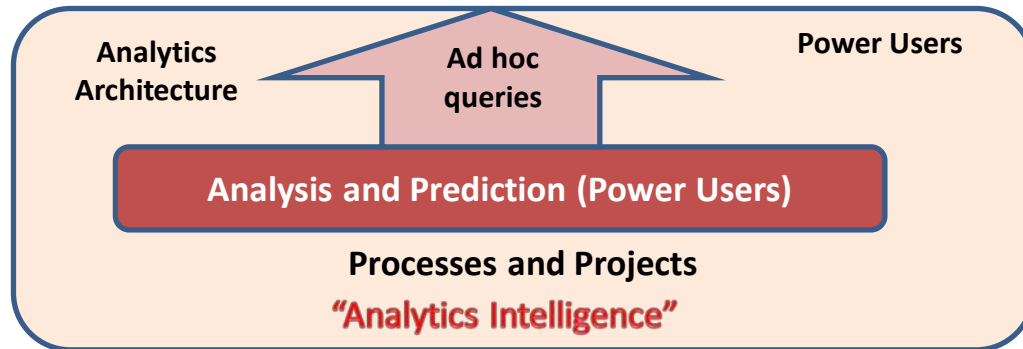 Analytics
Architecture
Ad hoc
queries
Power Users
Analysis and Prediction (Power Users)
Processes and Projects
“Analytics Intelligence”